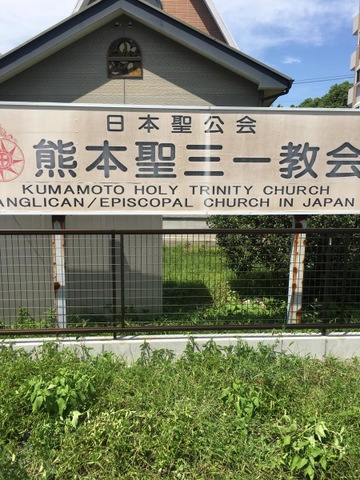 日本聖公会
熊本聖三一教会
KUMAMOTO HOLY TRINITY CHURCH
ANGLICAN/EPISCOPAL CHURCH IN JAPAN